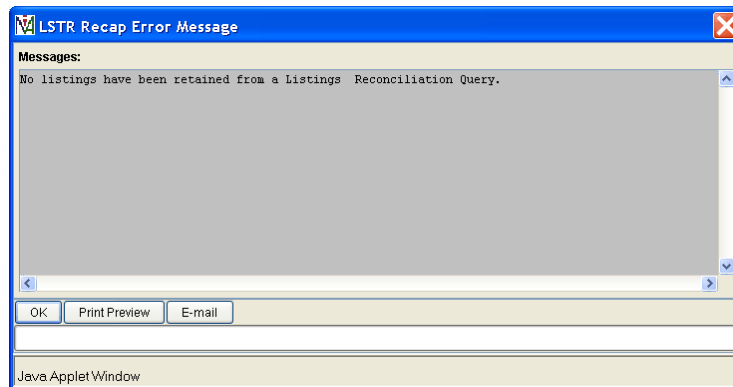 LSTR Recap Error Message
Messages:
No listings have been retained from a Listings  Reconciliation Query.
OK
Print Preview
E-mail
Java Applet Window